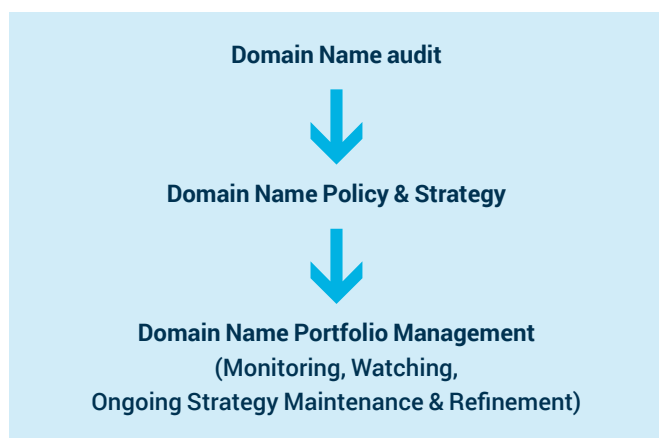 Domain Name audit
Domain Name Policy & Strategy
Domain Name Portfolio Management
(Monitoring, Watching,
Ongoing Strategy Maintenance & Refinement)